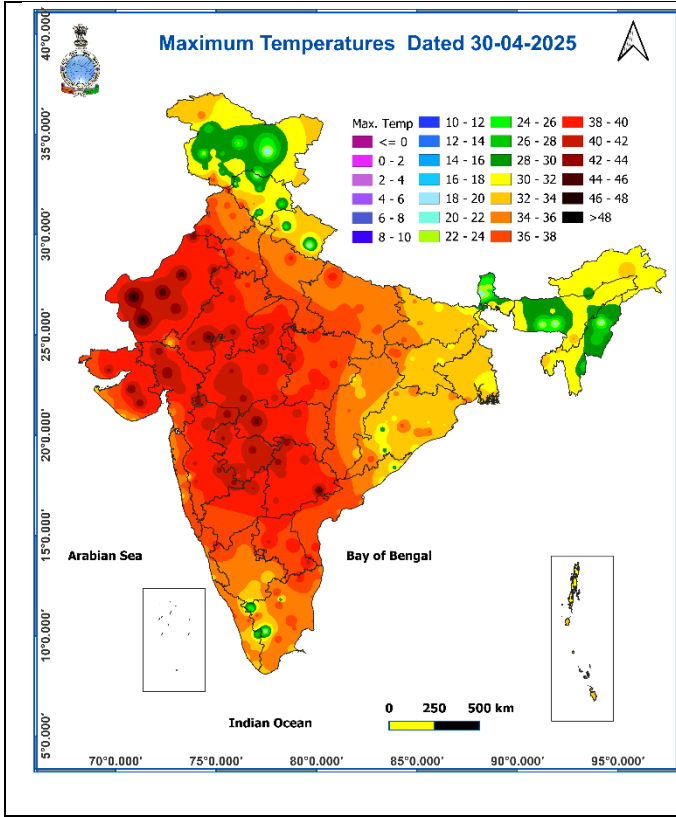 Maximum Temperatures Dated 30-04-2025
Max. Temp
<= 0
0 - 2
2 - 4
4 - 6
6 - 8
8 - 10
10 - 12
12 - 14
14 - 16
16 - 18
18 - 20
20 - 22
22 - 24
24 - 26
26 - 28
28 - 30
30 - 32
32 - 34
34 - 36
36 - 38
38 - 40
40 - 42
42 - 44
44 - 46
46 - 48
>48
40°0.000'
35°0.000'
30°0.000'
25°0.000'
20°0.000'
15°0.000'
10°0.000'
5°0.000'
Arabian Sea
Bay of Bengal
Indian Ocean
0 250 500 km
70°0.000' 75°0.000' 80°0.000' 85°0.000' 90°0.000' 95°0.000'